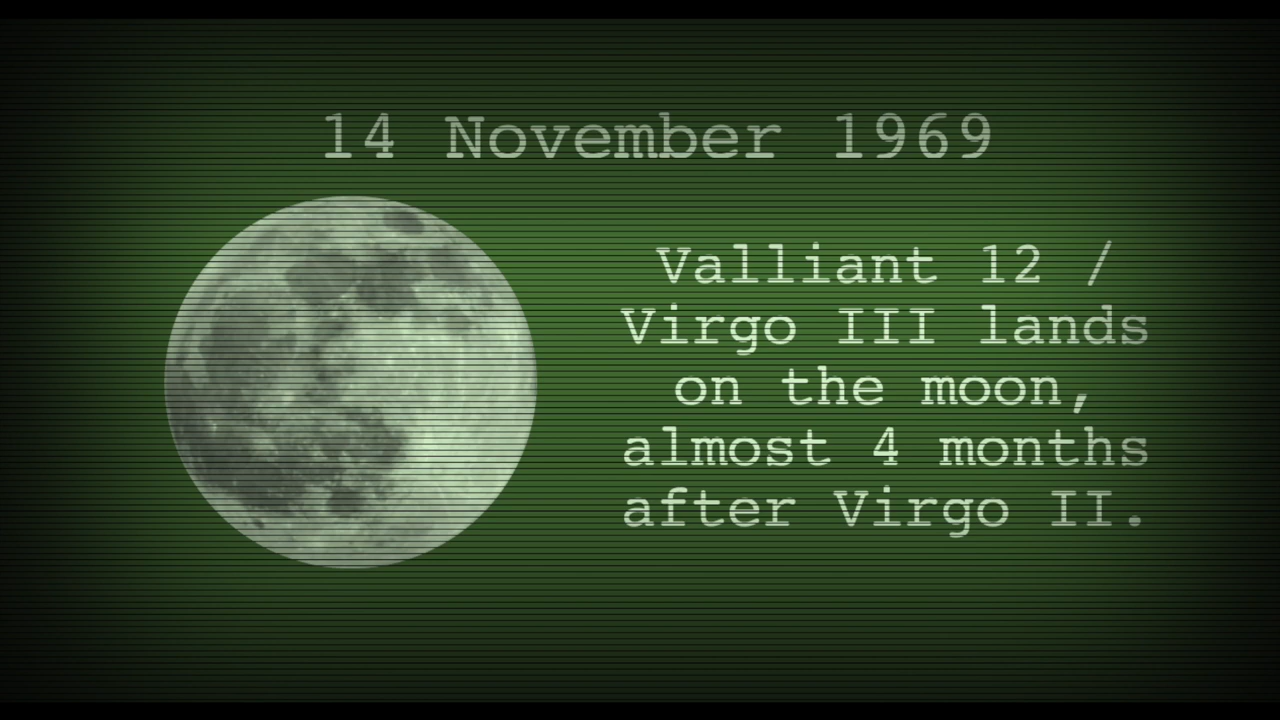 14 November 1969
Valliant 12 /
Virgo III lands
on the moon,
almost 4 months
after Virgo II.